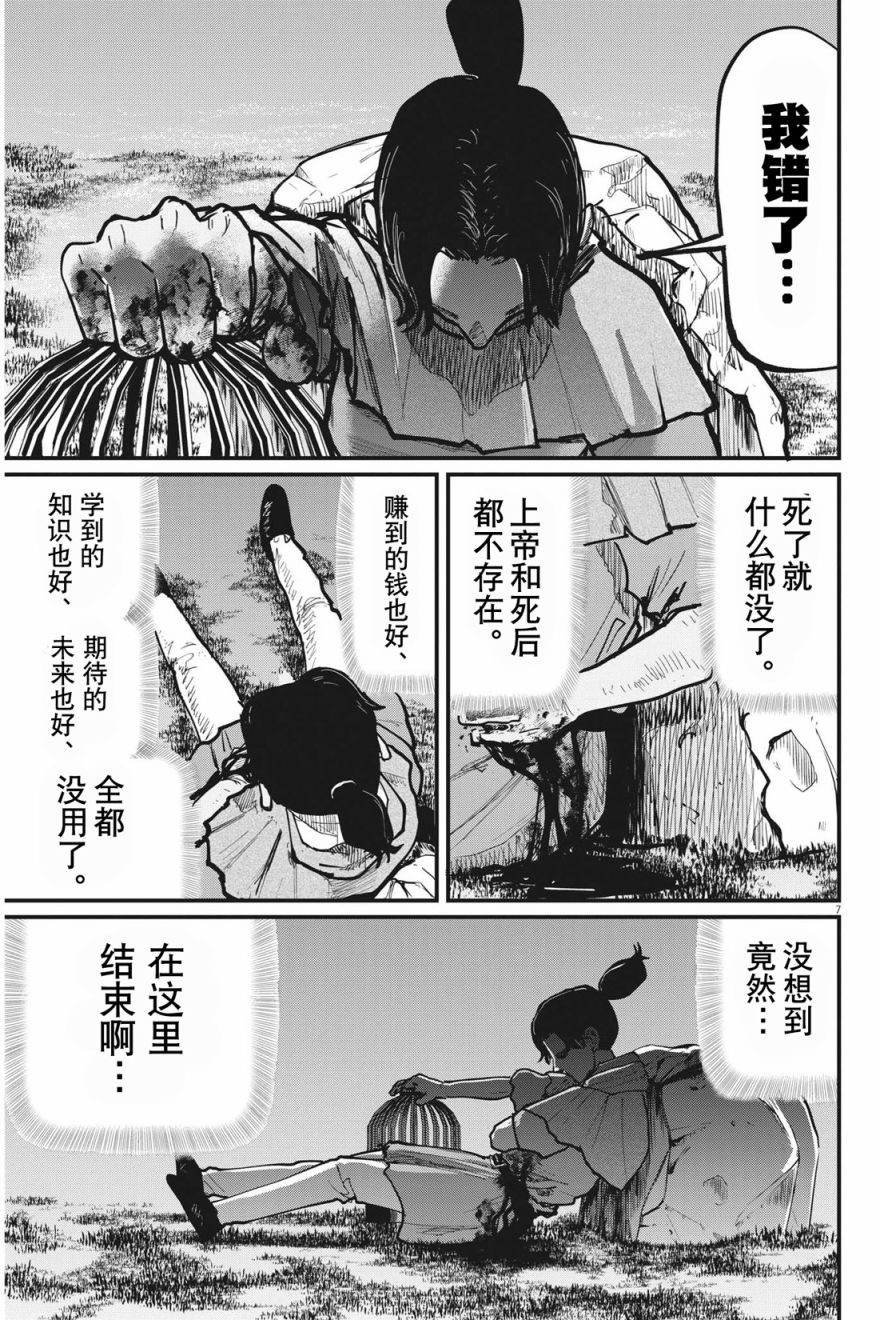 我错了…
死了就
什么都没了。
上帝和死后
都不存在。
赚到的钱也好、
学到的
知识也好、
期待的
未来也好、
全都
没用了。
7
没想到
竟然…
在这里
结束啊…